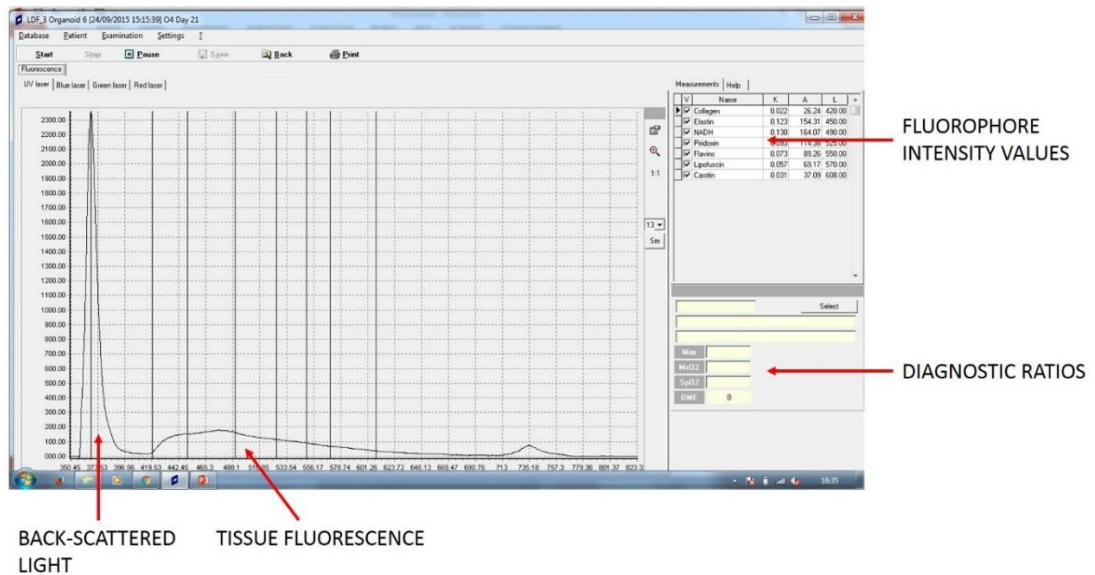 LDF_3 Organoid 6 [24/09/2015 15:15:39] O4 Day 21
Database Patient Examination Settings ?
Start Stop Pause Save Back Print
Fluorescence
UV laser Blue laser Green laser Red laser
Measurements Help
V Name K A L
Collagen 0.022 26.24 420.00
Elastin 0.123 154.31 450.00
NADH 0.130 164.07 490.00
Piridoxin 0.093 114.38 525.00
Flavins 0.073 89.26 550.00
Lipofuscin 0.057 69.17 570.00
Carotin 0.031 37.09 608.00
FLUOROPHORE
INTENSITY VALUES
2300.00
2200.00
2100.00
2000.00
1900.00
1800.00
1700.00
1600.00
1500.00
1400.00
1300.00
1200.00
1100.00
1000.00
900.00
800.00
700.00
600.00
500.00
400.00
300.00
200.00
100.00
000.00
1:1
13
Sm
Select
Mim
MsO2
SpO2
DME 0
DIAGNOSTIC RATIOS
350.45 373.53 396.56 419.53 442.45 465.3 488.1 533.54 556.17 578.74 601.26 623.72 646.13 668.47 690.76 713 735.18 757.3 779.36 801.37 823.3
16:35
BACK-SCATTERED
LIGHT
TISSUE FLUORESCENCE